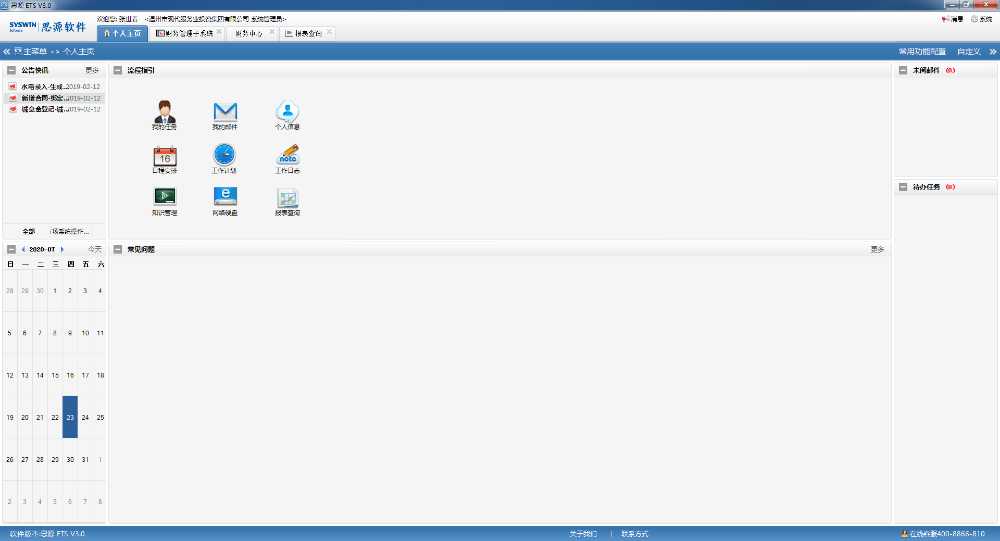 思源 ETS V3.0
SYSWIN Software 思源软件
欢迎您: 张世春 <温州市现代服务业投资集团有限公司 系统管理员>
消息 系统
个人主页 财务管理子系统 财务中心 报表查询
ETS 主菜单 >> 个人主页
常用功能配置 自定义
公告快讯 更多
水电录入-生成...2019-02-12
新增合同-绑定...2019-02-12
诚意金登记-诚...2019-02-12
全部 场系统操作...
流程指引
我的任务 我的邮件 个人信息
16
note
日程安排 工作计划 工作日志
知识管理 网络硬盘 报表查询
未阅邮件 (0)
待办任务 (0)
2020-07 今天
日 一 二 三 四 五 六
28 29 30 1 2 3 4
5 6 7 8 9 10 11
12 13 14 15 16 17 18
19 20 21 22 23 24 25
26 27 28 29 30 31 1
2 3 4 5 6 7 8
常见问题 更多
软件版本:思源 ETS V3.0
关于我们 | 联系方式
在线客服400-8866-810